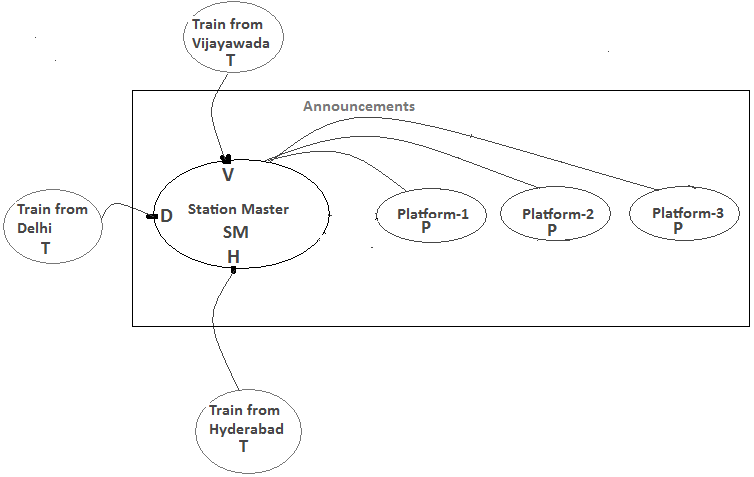 Train from
Vijayawada
T
Announcements
V
Station Master
SM
H
D
Platform-1
P
Platform-2
P
Platform-3
P
Train from
Delhi
T
Train from
Hyderabad
T